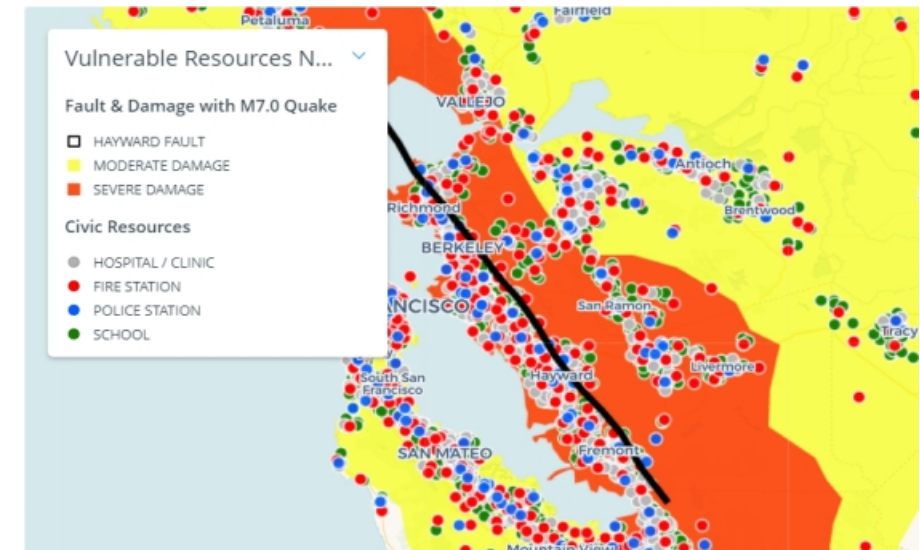 Petaluma
Fairfield
Vulnerable Resources N...
Fault & Damage with M7.0 Quake
HAYWARD FAULT
MODERATE DAMAGE
SEVERE DAMAGE
Civic Resources
HOSPITAL / CLINIC
FIRE STATION
POLICE STATION
SCHOOL
VALLEJO
Antioch
Richmond
Brentwood
BERKELEY
ANCISCO
San Ramon
Tracy
Livermore
Hayward
South San
Francisco
SAN MATEO
Fremont
Mountain View